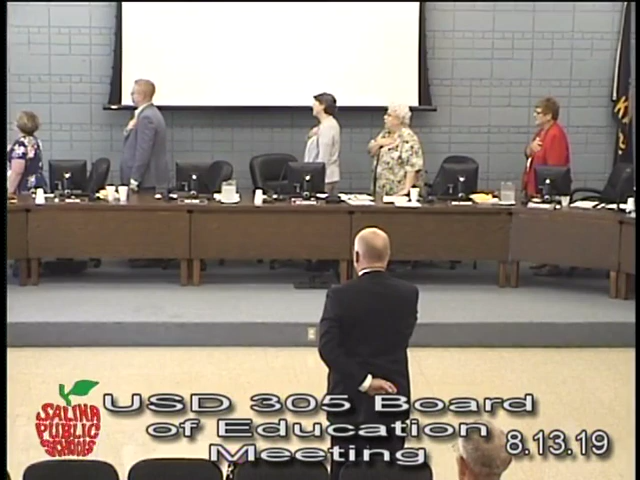 USD 305 Board
of Education
Meeting
SALINA
PUBLIC
SCHOOLS
8.13.19